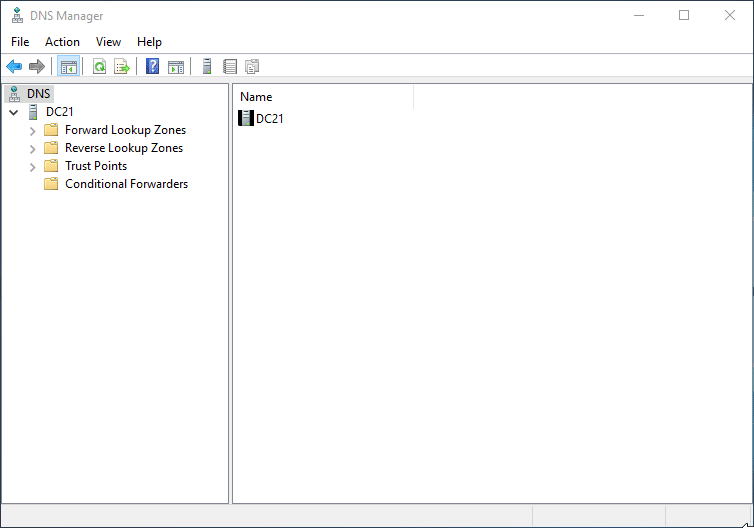 DNS Manager
File Action View Help
DNS
DC21
Forward Lookup Zones
Reverse Lookup Zones
Trust Points
Conditional Forwarders
Name
DC21